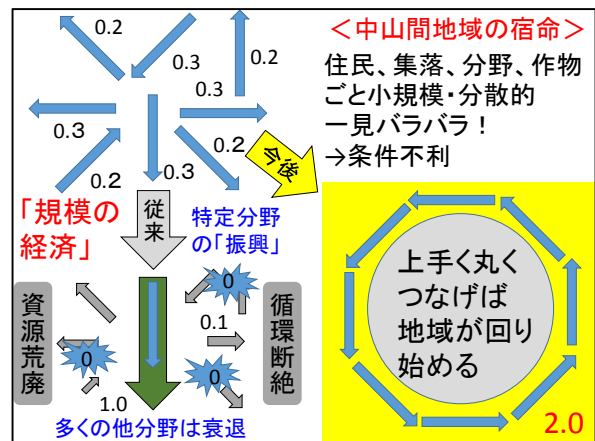 0.2
0.3
0.2
0.3
0.3
0.2
0.2
今後
「規模の
経済」
従来
特定分野
の「振興」
資源荒廃
0
0
0
0.1
循環断絶
1.0
多くの他分野は衰退
＜中山間地域の宿命＞
住民、集落、分野、作物
ごと小規模・分散的
一見バラバラ！
→条件不利
上手く丸く
つなげば
地域が回り
始める
2.0